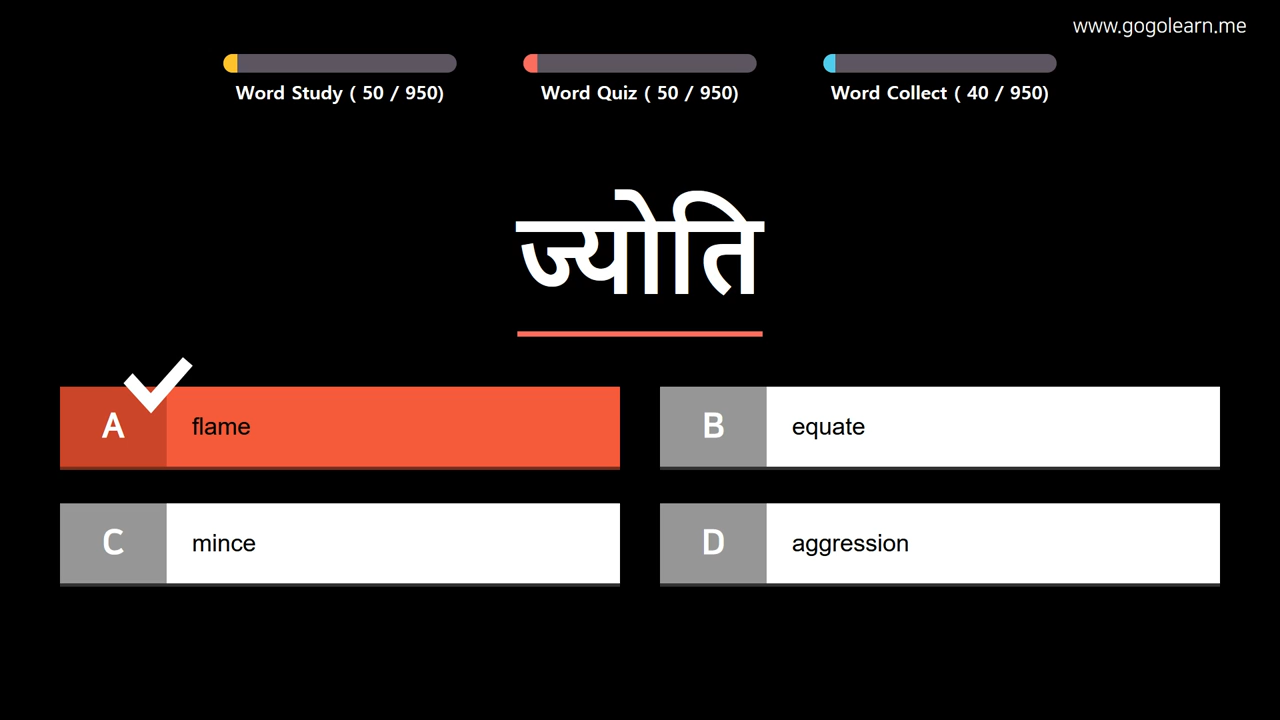 www.gogolearn.me
Word Study ( 50 / 950)
Word Quiz ( 50 / 950)
Word Collect ( 40 / 950)
ज्योति
A flame
B equate
C mince
D aggression